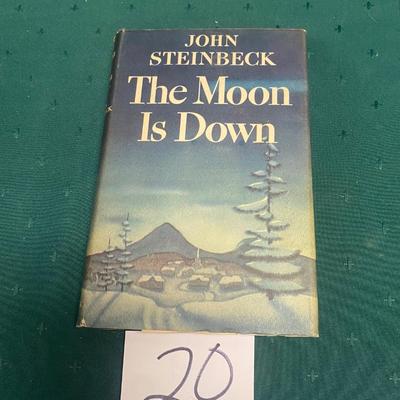 JOHN
STEINBECK
The Moon
Is Down
20